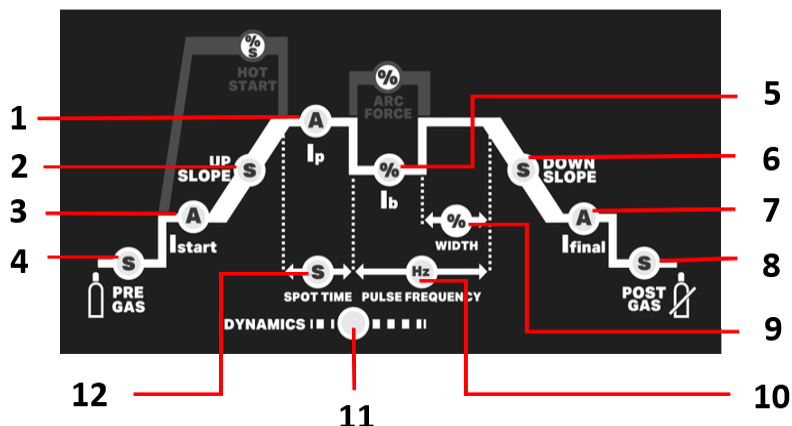 %
S
HOT
START
%
ARC
FORCE
1
A
Ip
5
%
Ib
2
UP
SLOPE
S
6
S
DOWN
SLOPE
3
A
Istart
%
WIDTH
7
A
Ifinal
4
S
PRE
GAS
S
SPOT TIME
Hz
PULSE FREQUENCY
8
S
POST
GAS
DYNAMICS
9
10
11
12